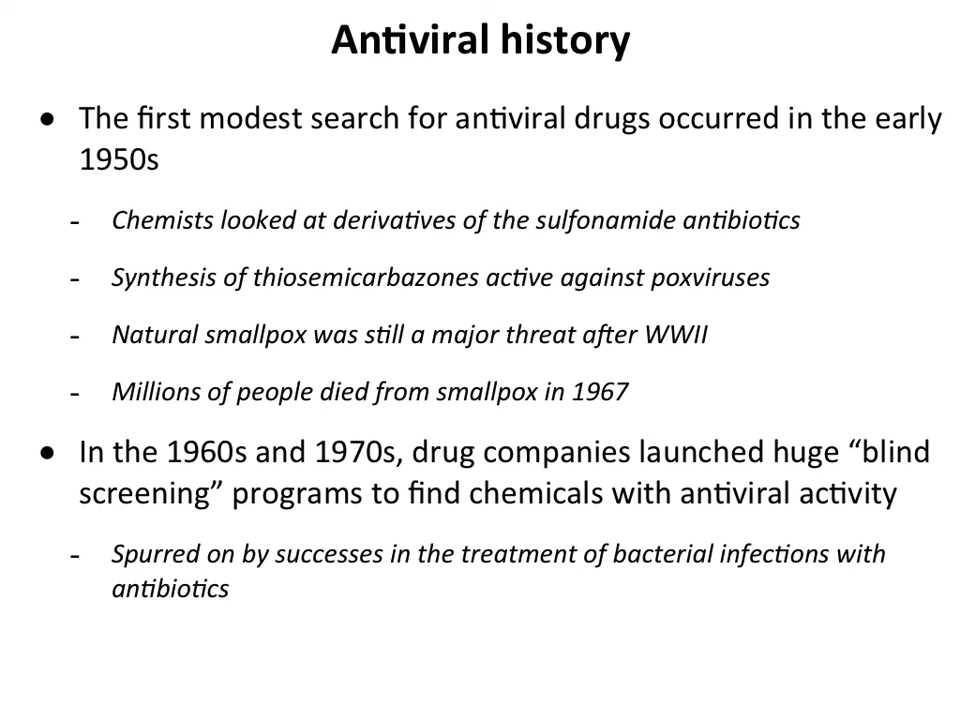 Antiviral history
● The first modest search for antiviral drugs occurred in the early
1950s
- Chemists looked at derivatives of the sulfonamide antibiotics
- Synthesis of thiosemicarbazones active against poxviruses
- Natural smallpox was still a major threat after WWII
- Millions of people died from smallpox in 1967
● In the 1960s and 1970s, drug companies launched huge “blind
screening” programs to find chemicals with antiviral activity
- Spurred on by successes in the treatment of bacterial infections with
antibiotics